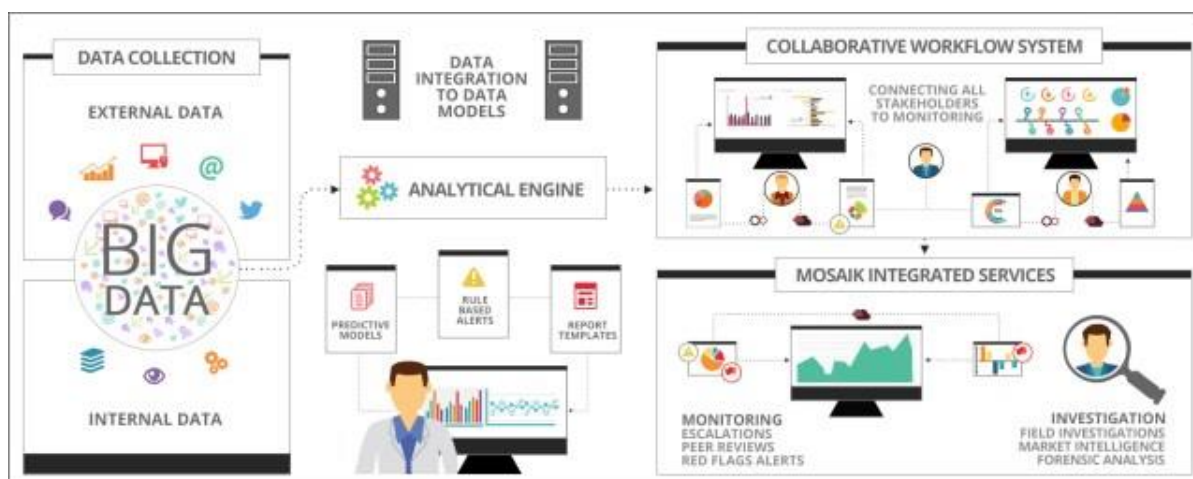 DATA COLLECTION
EXTERNAL DATA
@
BIG
DATA
INTERNAL DATA
DATA
INTEGRATION
TO DATA
MODELS
ANALYTICAL ENGINE
PREDICTIVE
MODELS
RULE
BASED
ALERTS
REPORT
TEMPLATES
COLLABORATIVE WORKFLOW SYSTEM
CONNECTING ALL
STAKEHOLDERS
TO MONITORING
MOSAIK INTEGRATED SERVICES
MONITORING
ESCALATIONS
PEER REVIEWS
RED FLAGS ALERTS
INVESTIGATION
FIELD INVESTIGATIONS
MARKET INTELLIGENCE
FORENSIC ANALYSIS